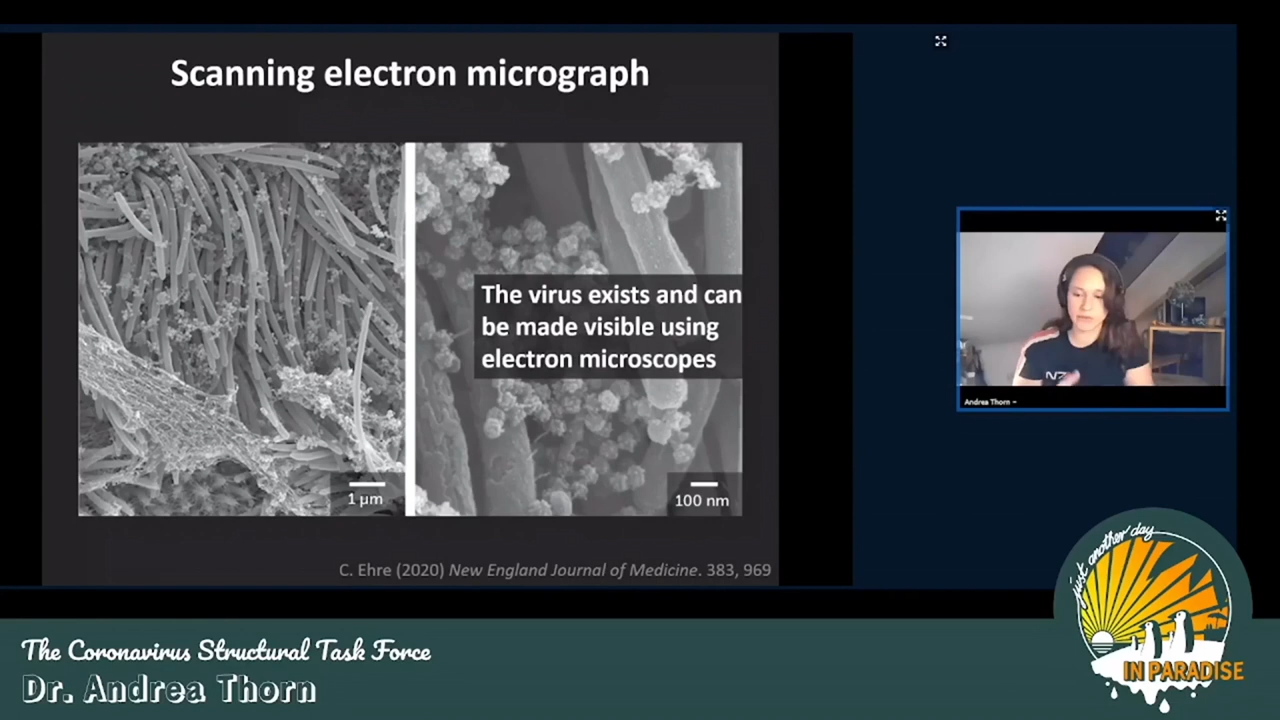 Scanning electron micrograph
The virus exists and can
be made visible using
electron microscopes
1 µm
100 nm
C. Ehre (2020) New England Journal of Medicine. 383, 969
N7
Andrea Thorn
just another day
IN PARADISE
The Coronavirus Structural Task Force
Dr. Andrea Thorn